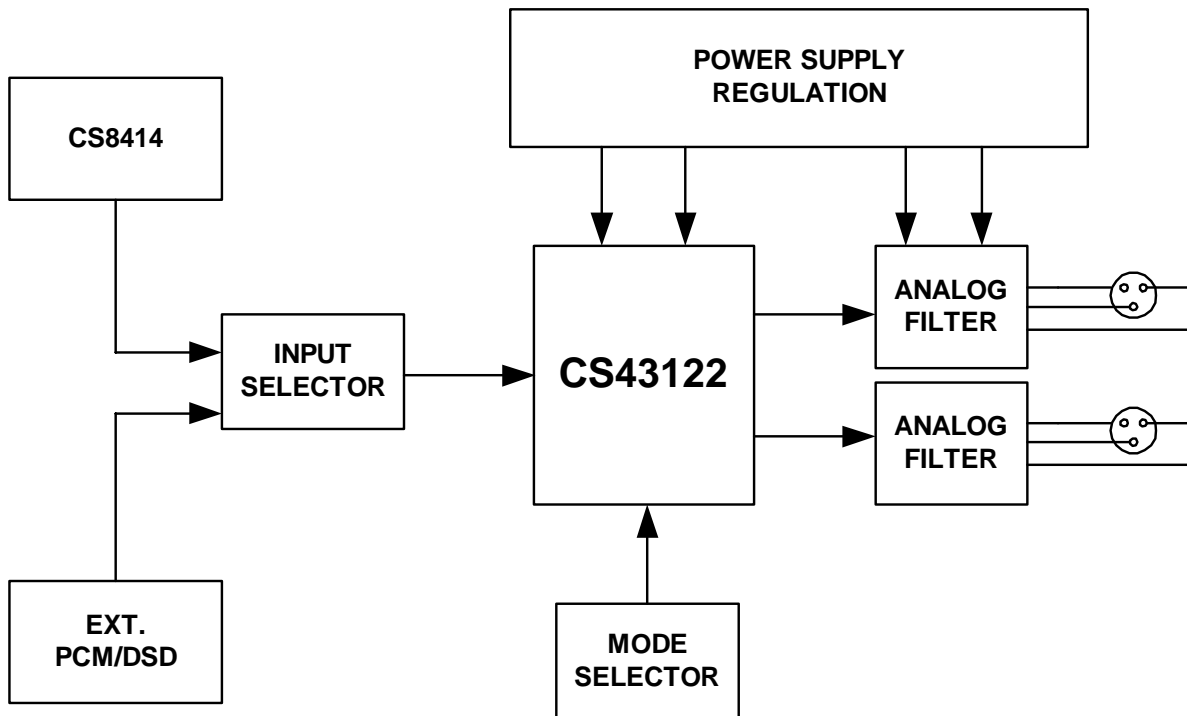 POWER SUPPLY
REGULATION
CS8414
ANALOG
FILTER
INPUT
SELECTOR
CS43122
ANALOG
FILTER
EXT.
PCM/DSD
MODE
SELECTOR